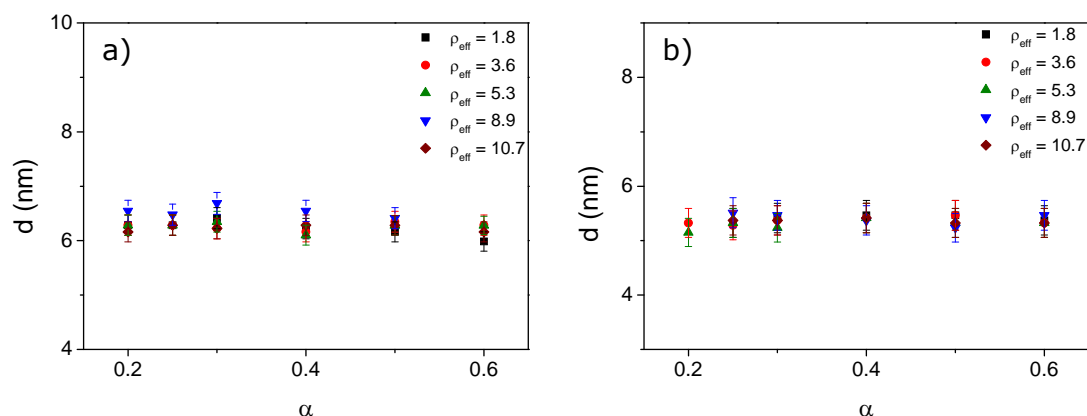 a)
10
8
6
4
d (nm)
0.2
0.4
0.6
α
ρeff = 1.8
ρeff = 3.6
ρeff = 5.3
ρeff = 8.9
ρeff = 10.7
b)
8
6
4
d (nm)
0.2
0.4
0.6
α
ρeff = 1.8
ρeff = 3.6
ρeff = 5.3
ρeff = 8.9
ρeff = 10.7